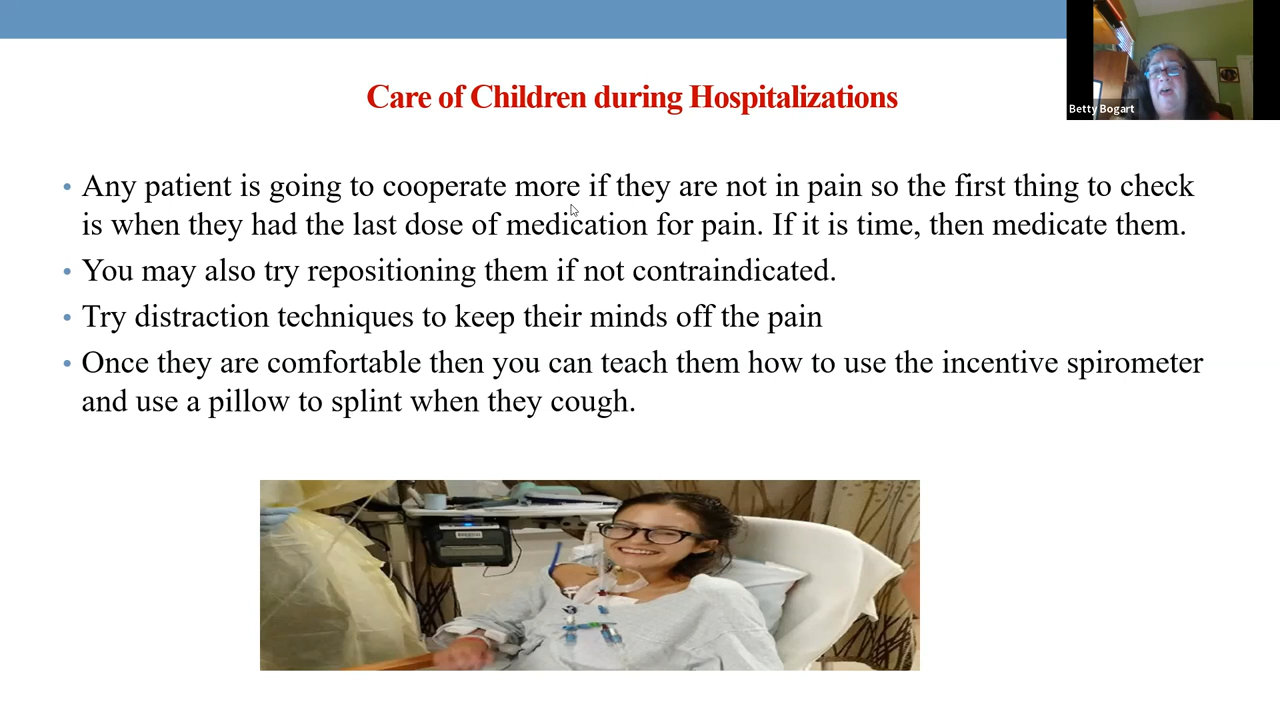 Care of Children during Hospitalizations
Betty Bogart
• Any patient is going to cooperate more if they are not in pain so the first thing to check
is when they had the last dose of medication for pain. If it is time, then medicate them.
• You may also try repositioning them if not contraindicated.
• Try distraction techniques to keep their minds off the pain
• Once they are comfortable then you can teach them how to use the incentive spirometer
and use a pillow to splint when they cough.